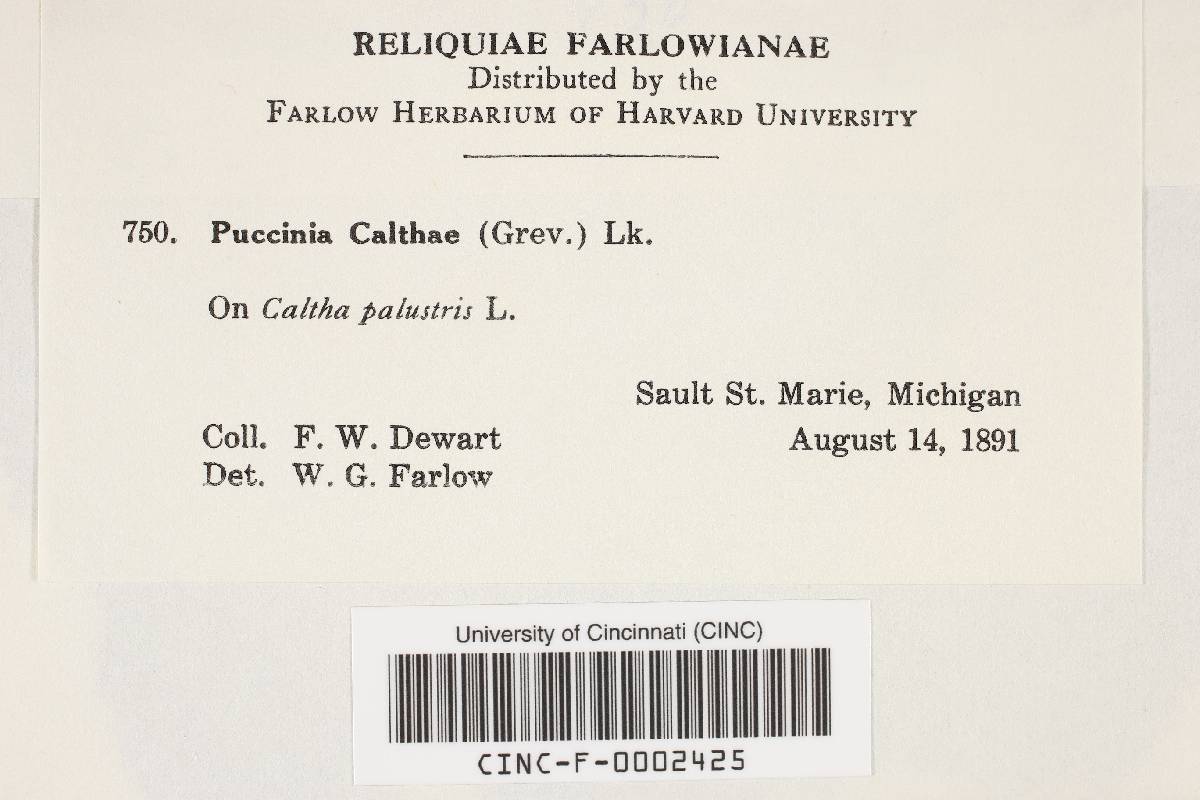 RELIQUIAE FARLOWIANAE
Distributed by the
FARLOW HERBARIUM OF HARVARD UNIVERSITY
750. Puccinia Calthae (Grev.) Lk.
On Caltha palustris L.
Sault St. Marie, Michigan
Coll. F. W. Dewart August 14, 1891
Det. W. G. Farlow
University of Cincinnati (CINC)
CINC-F-0002425